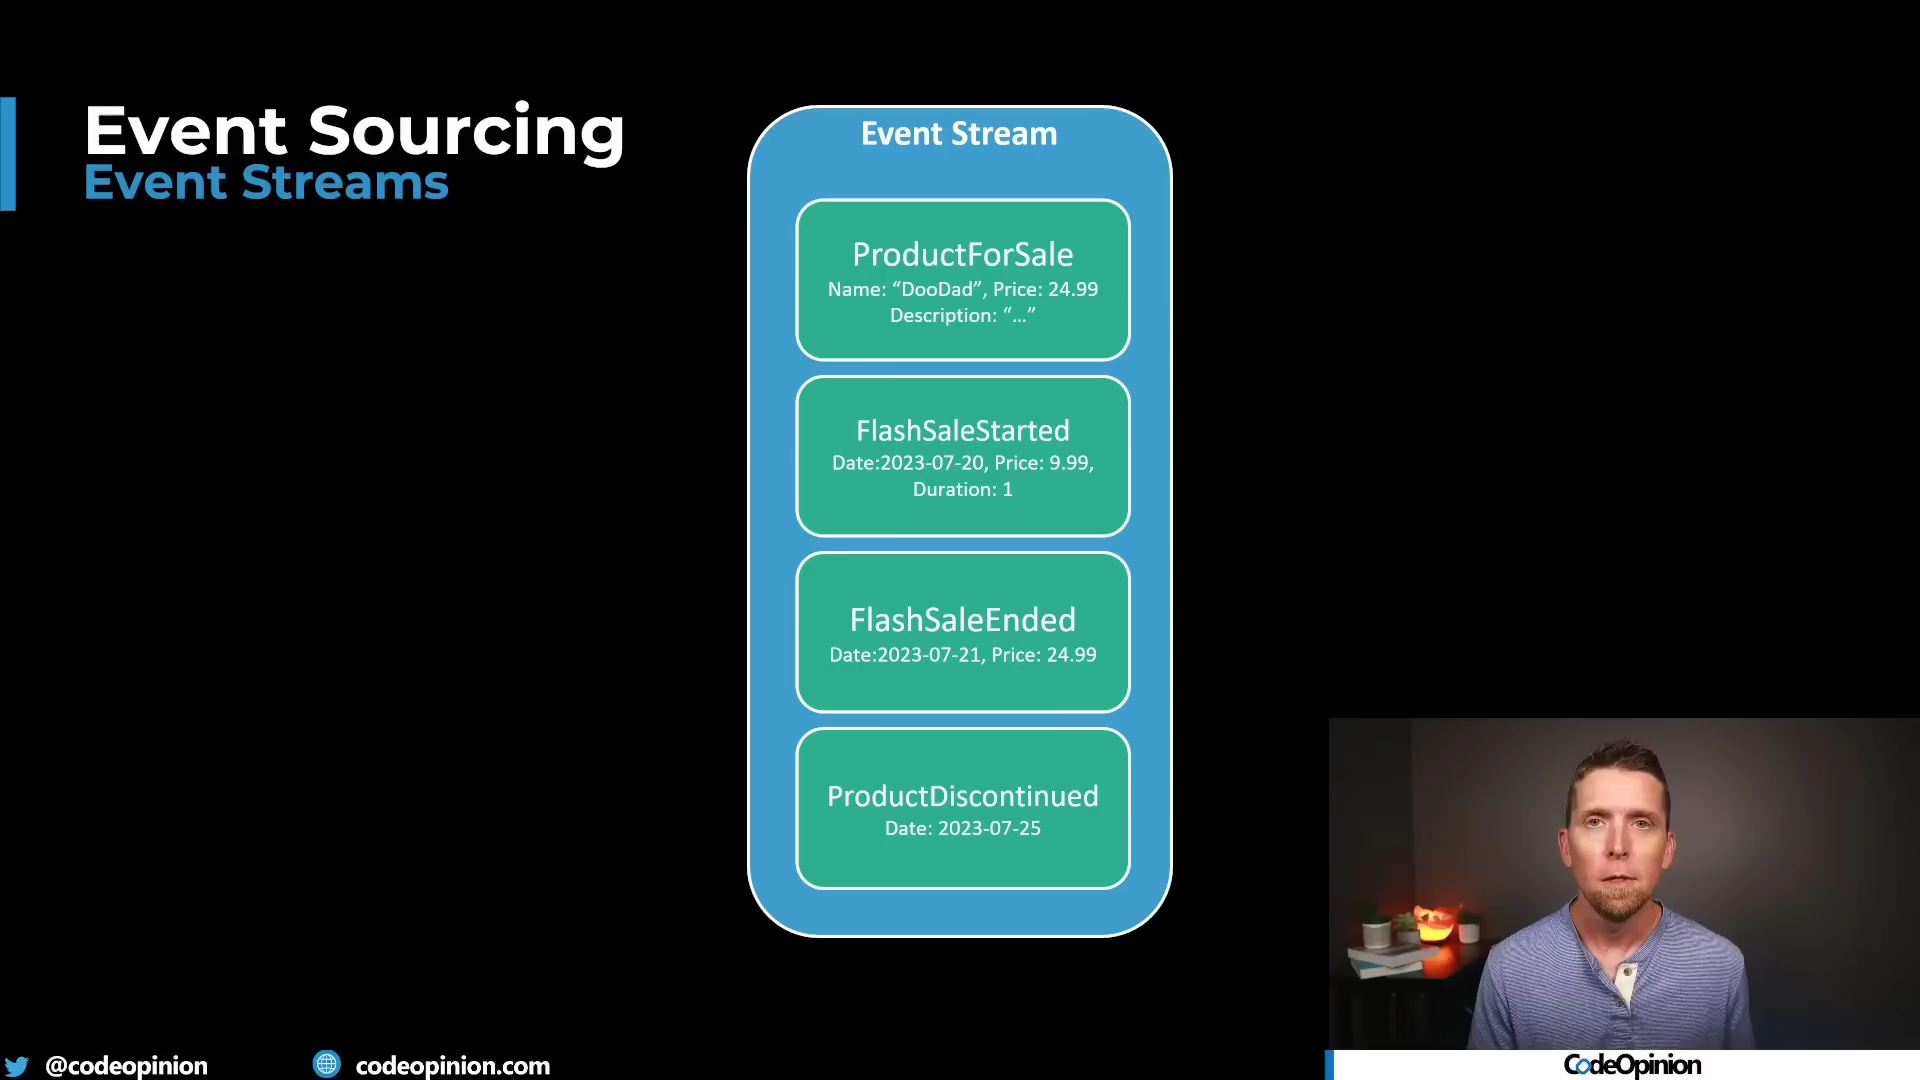 Event Sourcing
Event Streams
Event Stream
ProductForSale
Name: “DooDad”, Price: 24.99
Description: “...”
FlashSaleStarted
Date:2023-07-20, Price: 9.99,
Duration: 1
FlashSaleEnded
Date:2023-07-21, Price: 24.99
ProductDiscontinued
Date: 2023-07-25
@codeopinion
codeopinion.com
CodeOpinion